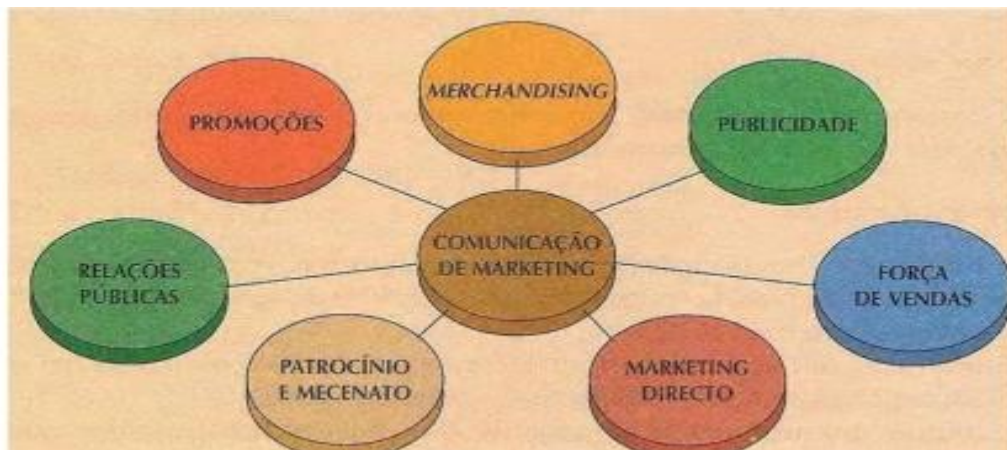 MERCHANDISING
PROMOÇÕES
PUBLICIDADE
COMUNICAÇÃO
DE MARKETING
RELAÇÕES
PÚBLICAS
FORÇA
DE VENDAS
PATROCÍNIO
E MECENATO
MARKETING
DIRECTO